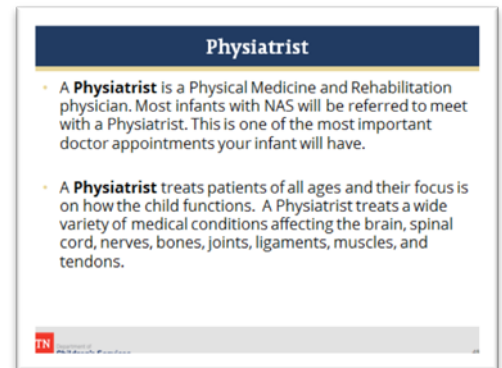 Physiatrist
• A Physiatrist is a Physical Medicine and Rehabilitation
physician. Most infants with NAS will be referred to meet
with a Physiatrist. This is one of the most important
doctor appointments your infant will have.
• A Physiatrist treats patients of all ages and their focus is
on how the child functions. A Physiatrist treats a wide
variety of medical conditions affecting the brain, spinal
cord, nerves, bones, joints, ligaments, muscles, and
tendons.
TN
Department of
Children's Services